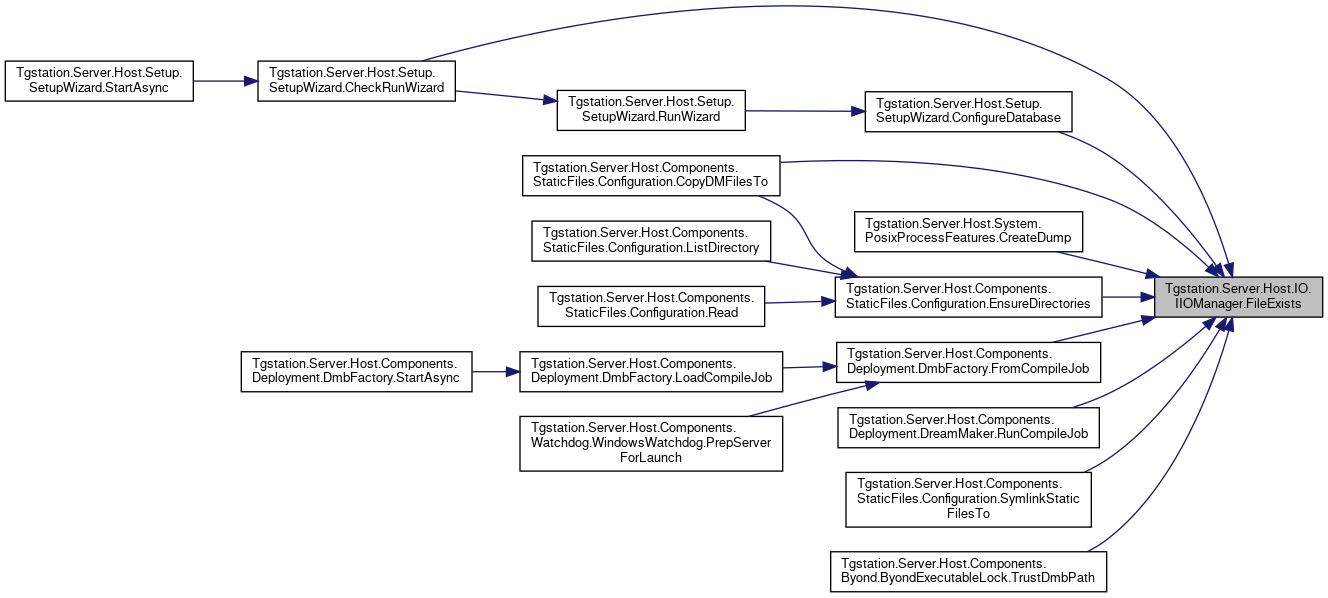 Tgstation.Server.Host.Setup.
SetupWizard.StartAsync
Tgstation.Server.Host.Setup.
SetupWizard.CheckRunWizard
Tgstation.Server.Host.Setup.
SetupWizard.RunWizard
Tgstation.Server.Host.Setup.
SetupWizard.ConfigureDatabase
Tgstation.Server.Host.Components.
StaticFiles.Configuration.CopyDMFilesTo
Tgstation.Server.Host.System.
PosixProcessFeatures.CreateDump
Tgstation.Server.Host.Components.
StaticFiles.Configuration.ListDirectory
Tgstation.Server.Host.Components.
StaticFiles.Configuration.EnsureDirectories
Tgstation.Server.Host.IO.
IIOManager.FileExists
Tgstation.Server.Host.Components.
StaticFiles.Configuration.Read
Tgstation.Server.Host.Components.
Deployment.DmbFactory.StartAsync
Tgstation.Server.Host.Components.
Deployment.DmbFactory.LoadCompileJob
Tgstation.Server.Host.Components.
Deployment.DmbFactory.FromCompileJob
Tgstation.Server.Host.Components.
Watchdog.WindowsWatchdog.PrepServer
ForLaunch
Tgstation.Server.Host.Components.
Deployment.DreamMaker.RunCompileJob
Tgstation.Server.Host.Components.
StaticFiles.Configuration.SymlinkStatic
FilesTo
Tgstation.Server.Host.Components.
Byond.ByondExecutableLock.TrustDmbPath